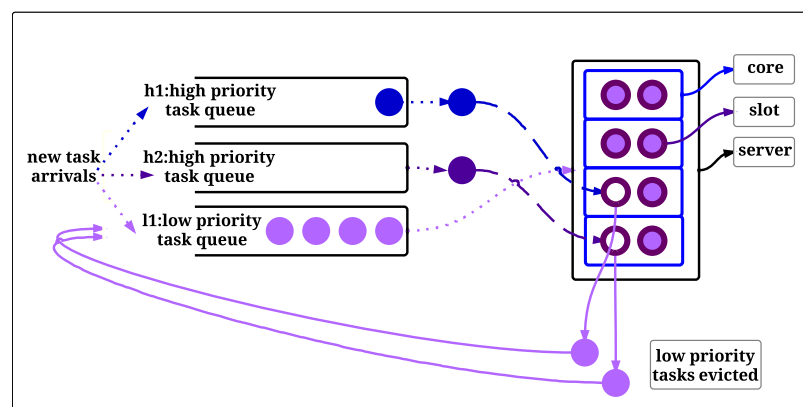 h1:high priority
task queue
h2:high priority
task queue
new task
arrivals
l1:low priority
task queue
core
slot
server
low priority
tasks evicted